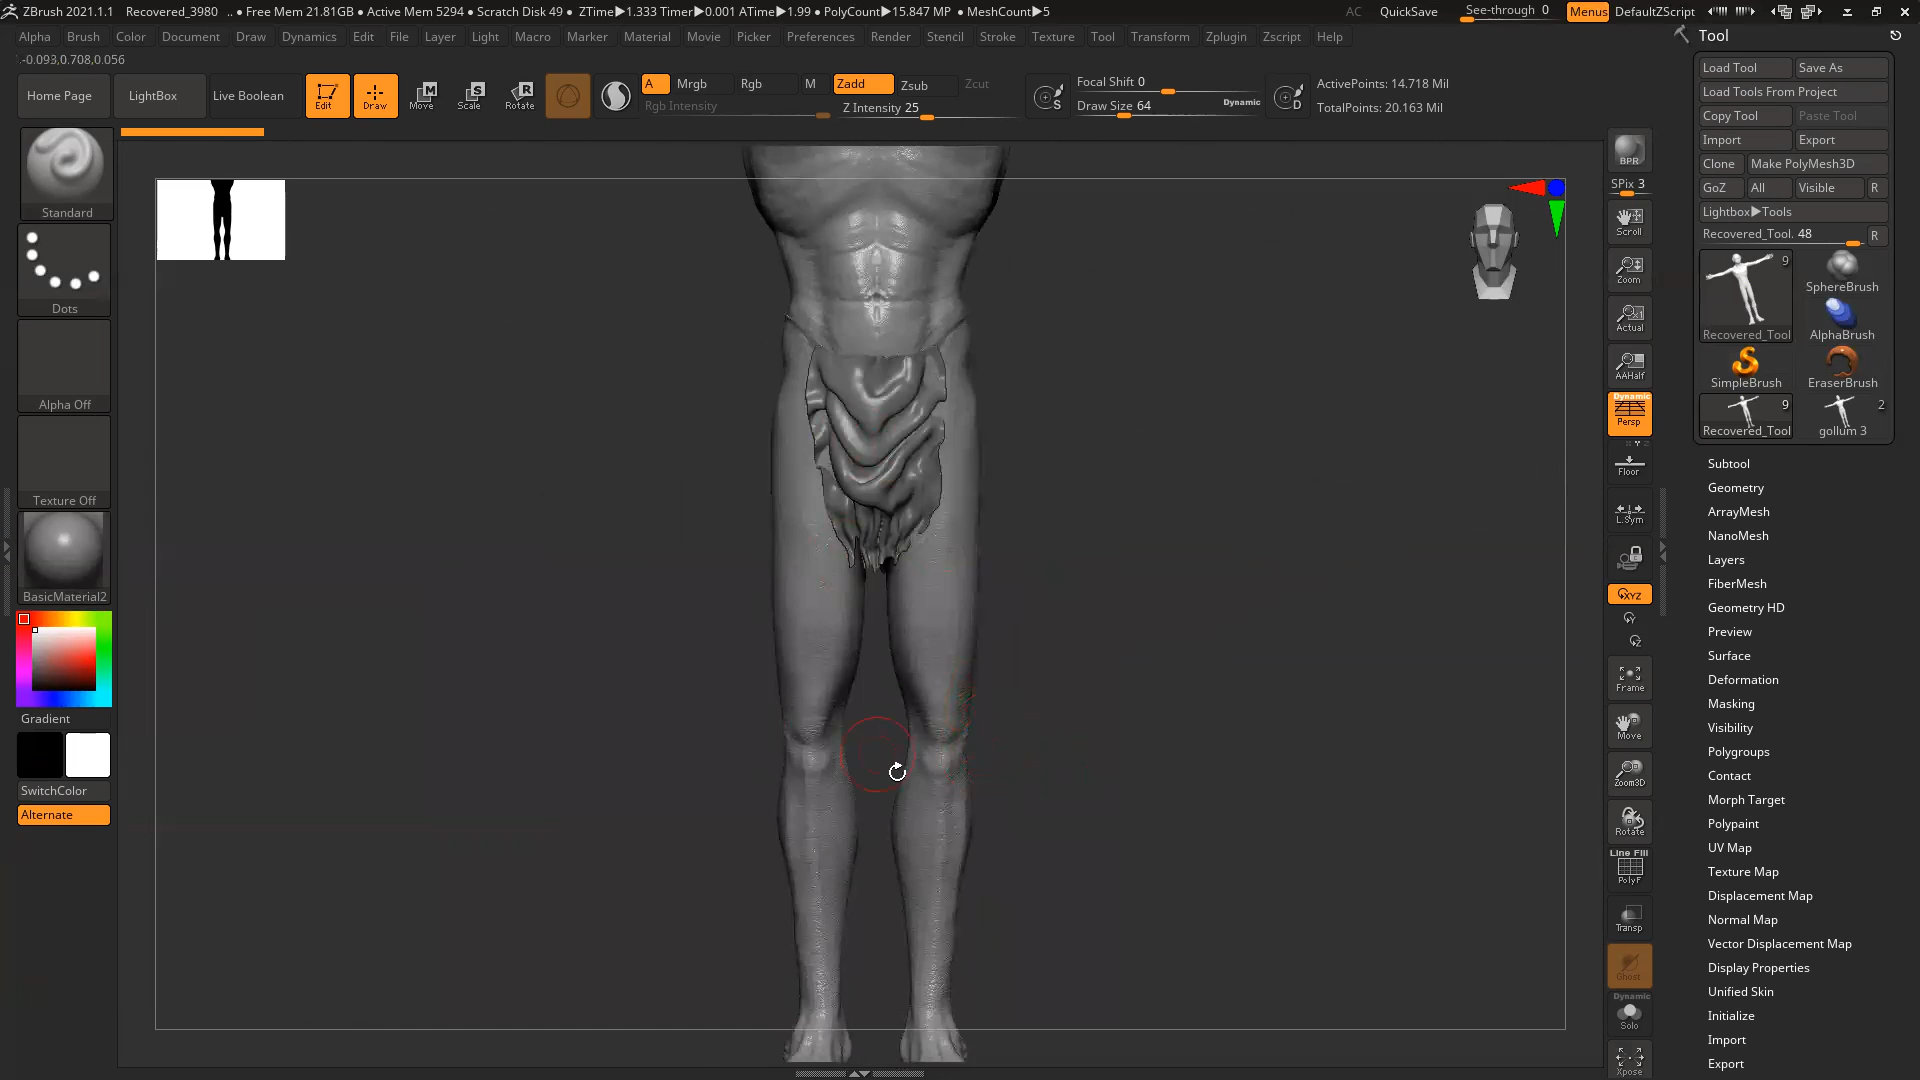 ZBrush 2021.1.1 Recovered_3980 .. • Free Mem 21.81GB • Active Mem 5294 • Scratch Disk 49 • ZTime▶1.333 Timer▶0.001 ATime▶1.99 • PolyCount▶15.847 MP • MeshCount▶5 AC QuickSave See-through 0 Menus DefaultZScript
Alpha Brush Color Document Draw Dynamics Edit File Layer Light Macro Marker Material Movie Picker Preferences Render Stencil Stroke Texture Tool Transform Zplugin Zscript Help
-0.093,0.708,0.056
Home Page LightBox Live Boolean Edit Draw Move Scale Rotate
A Mrgb Rgb M Zadd Zsub Zcut
Rgb Intensity Z Intensity 25
Focal Shift 0
Draw Size 64 Dynamic
ActivePoints: 14.718 Mil
TotalPoints: 20.163 Mil
Standard
Dots
Alpha Off
Texture Off
BasicMaterial2
Gradient
SwitchColor
Alternate
BPR
SPix 3
Scroll
Zoom
Actual
AAHalf
Dynamic
Persp
Floor
L.Sym
XYZ
Y
Z
Frame
Move
Zoom3D
Rotate
Line Fill
PolyF
Transp
Ghost
Dynamic
Solo
Xpose
Tool
Load Tool Save As
Load Tools From Project
Copy Tool Paste Tool
Import Export
Clone Make PolyMesh3D
GoZ All Visible R
Lightbox▶Tools
Recovered_Tool. 48 R
9
Recovered_Tool
SphereBrush
AlphaBrush
SimpleBrush EraserBrush
9 2
Recovered_Tool gollum 3
Subtool
Geometry
ArrayMesh
NanoMesh
Layers
FiberMesh
Geometry HD
Preview
Surface
Deformation
Masking
Visibility
Polygroups
Contact
Morph Target
Polypaint
UV Map
Texture Map
Displacement Map
Normal Map
Vector Displacement Map
Display Properties
Unified Skin
Initialize
Import
Export